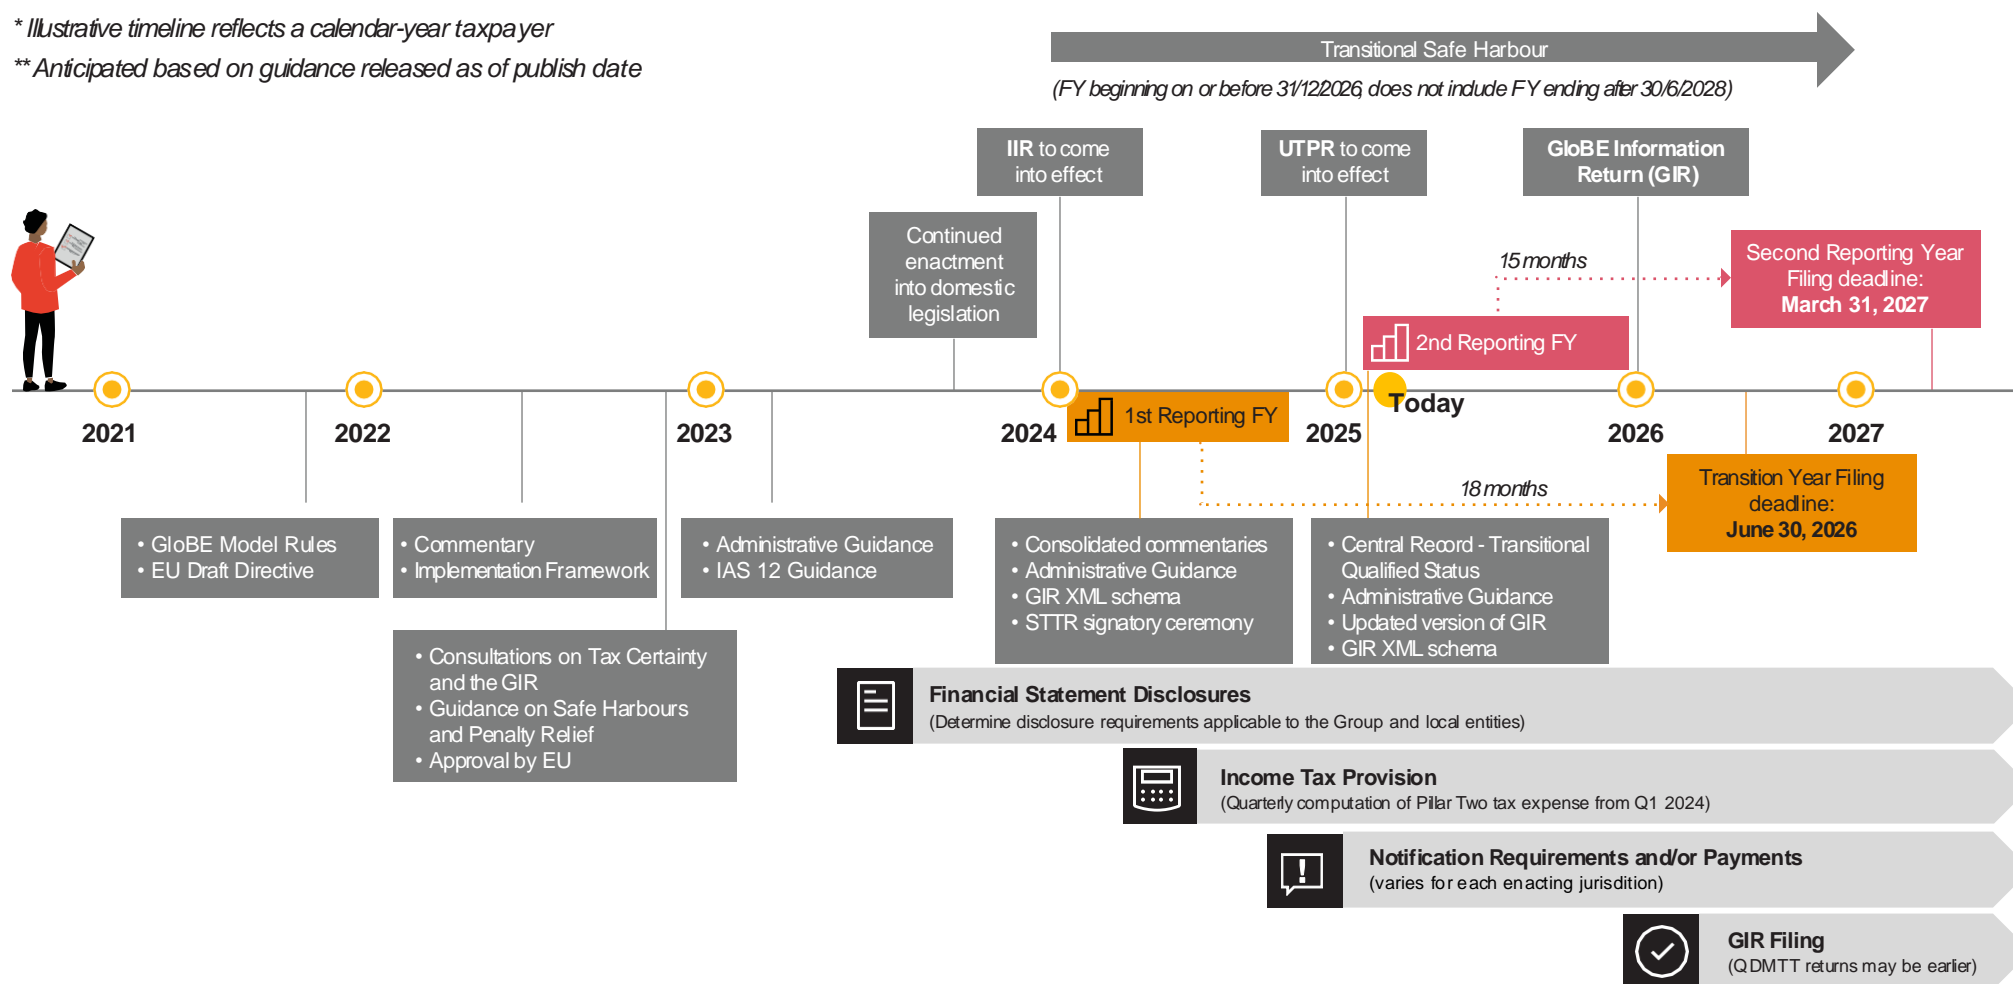 * Illustrative timeline reflects a calendar-year taxpayer
** Anticipated based on guidance released as of publish date
Transitional Safe Harbour
(FY beginning on or before 31/12/2026, does not include FY ending after 30/6/2028)
IIR to come
into effect
UTPR to come
into effect
GloBE Information
Return (GIR)
Continued
enactment
into domestic
legislation
15 months
Second Reporting Year
Filing deadline:
March 31, 2027
2nd Reporting FY
1st Reporting FY
Today
2021
2022
2023
2024
2025
2026
2027
18 months
Transition Year Filing
deadline:
June 30, 2026
• GloBE Model Rules
• EU Draft Directive
• Commentary
• Implementation Framework
• Administrative Guidance
• IAS 12 Guidance
• Consolidated commentaries
• Administrative Guidance
• GIR XML schema
• STTR signatory ceremony
• Central Record - Transitional
Qualified Status
• Administrative Guidance
• Updated version of GIR
• GIR XML schema
• Consultations on Tax Certainty
and the GIR
• Guidance on Safe Harbours
and Penalty Relief
• Approval by EU
Financial Statement Disclosures
(Determine disclosure requirements applicable to the Group and local entities)
Income Tax Provision
(Quarterly computation of Pillar Two tax expense from Q1 2024)
Notification Requirements and/or Payments
(varies for each enacting jurisdition)
GIR Filing
(QDMTT returns may be earlier)